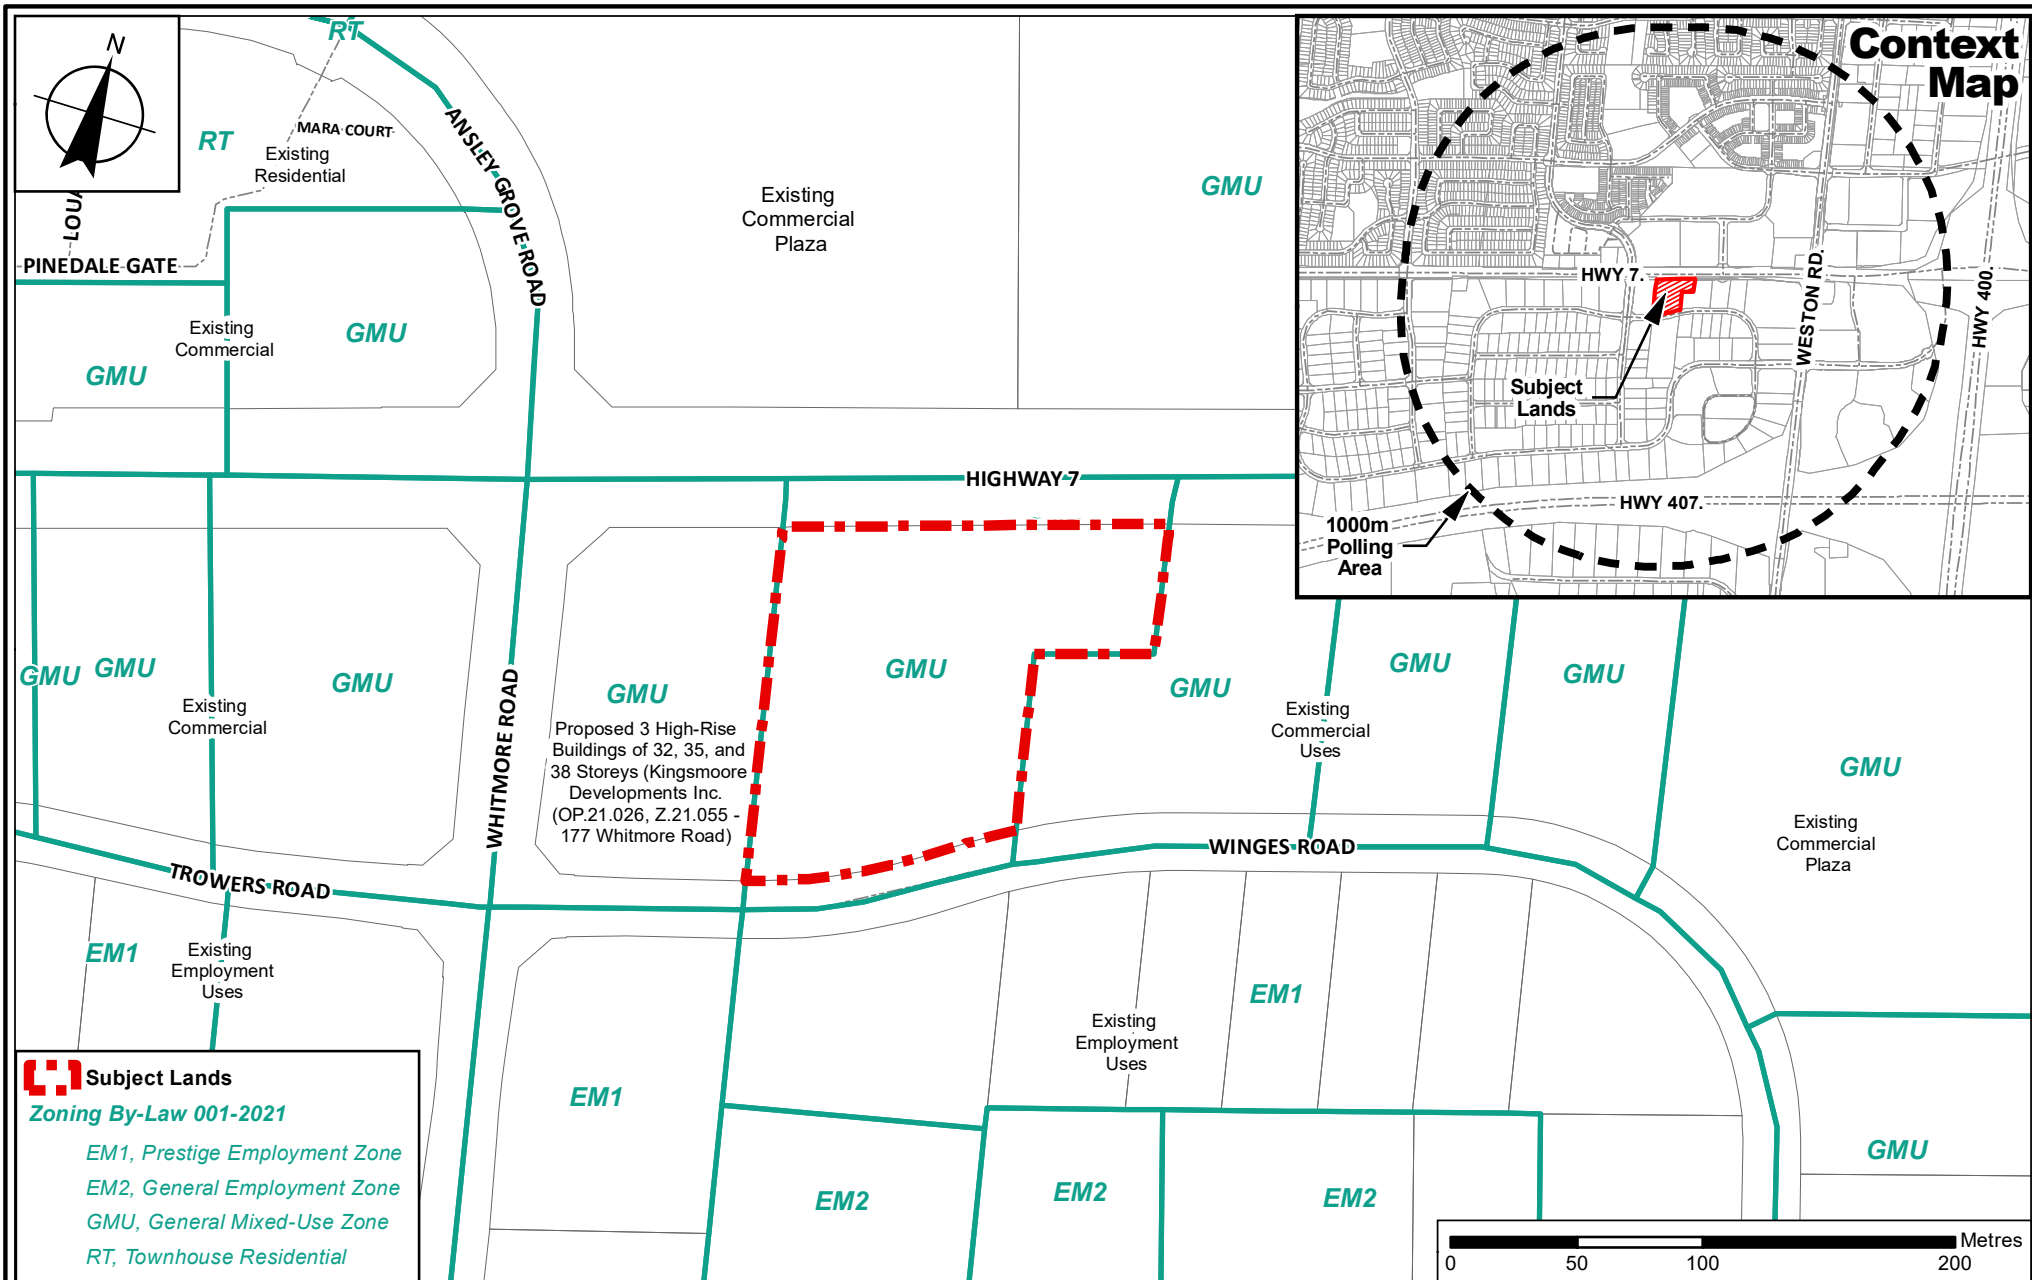 N
RT
MARA COURT
RT
Existing
Residential
LOUA
PINEDALE GATE
ANSLEY GROVE ROAD
Existing
Commercial
Plaza
GMU
Existing
Commercial
GMU
GMU
HIGHWAY 7
Context
Map
HWY 7.
WESTON RD.
HWY 400.
Subject
Lands
HWY 407.
1000m
Polling
Area
GMU
GMU
Existing
Commercial
GMU
WHITMORE ROAD
GMU
Proposed 3 High-Rise
Buildings of 32, 35, and
38 Storeys (Kingsmoore
Developments Inc.
(OP.21.026, Z.21.055 -
177 Whitmore Road)
GMU
GMU
Existing
Commercial
Uses
GMU
GMU
GMU
Existing
Commercial
Plaza
TROWERS ROAD
WINGES ROAD
EM1
Existing
Employment
Uses
EM1
Existing
Employment
Uses
EM1
EM2
EM2
EM2
GMU
Subject Lands
Zoning By-Law 001-2021
EM1, Prestige Employment Zone
EM2, General Employment Zone
GMU, General Mixed-Use Zone
RT, Townhouse Residential
Metres
0 50 100 200